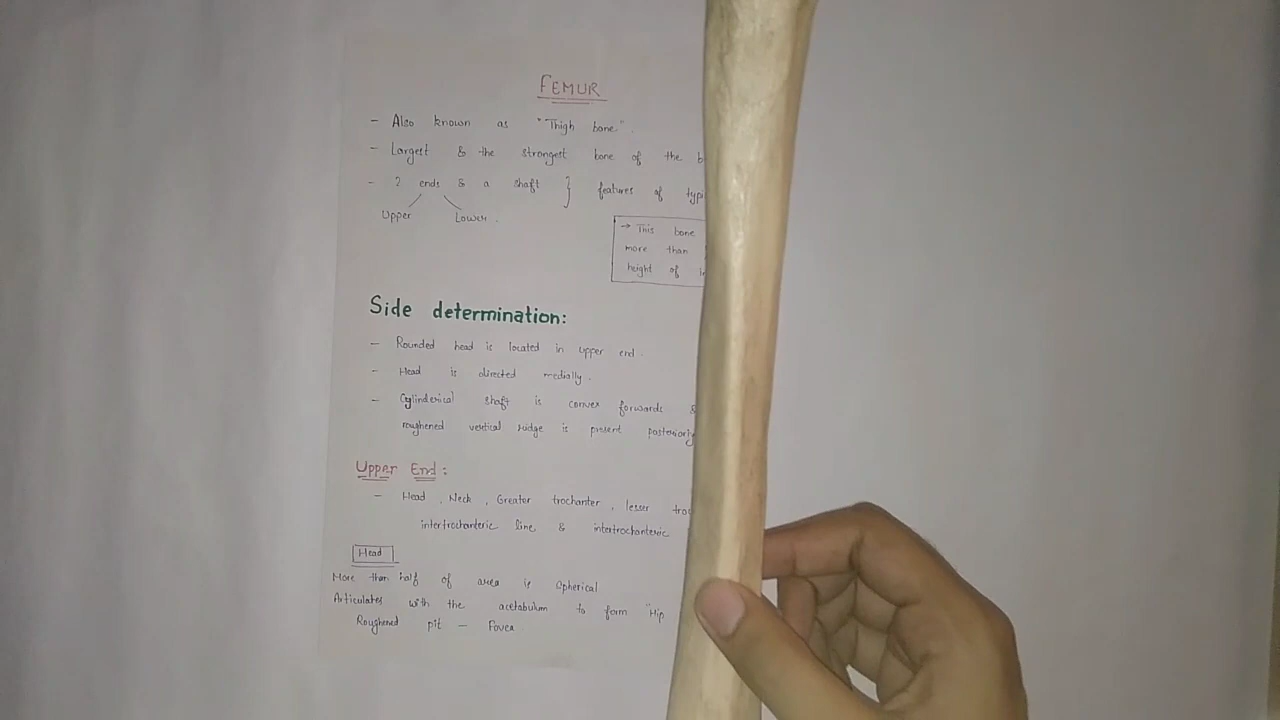 FEMUR
- Also known as "Thigh bone".
- Largest & the strongest bone of the b
- 2 ends & a shaft } features of typi
Upper Lower.
→ This bone
more than
height of
Side determination:
- Rounded head is located in upper end.
- Head is directed medially.
- Cylinderical shaft is convex forwards &
roughened vertical ridge is present posteriorly
Upper End:
- Head, Neck, Greater trochanter, lesser tro
intertrochanteric line & intertrochanteric
Head
More than half of area is Spherical
Articulates with the acetabulum to form "Hip
Roughened pit - Fovea